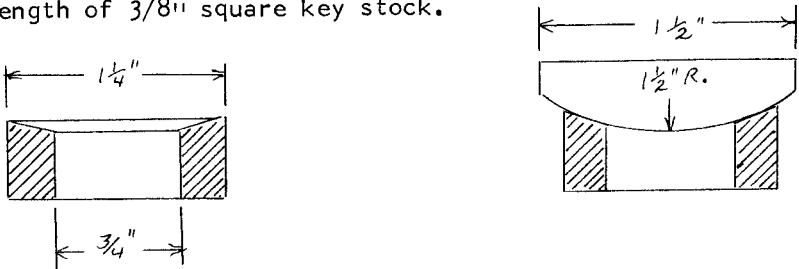 ength of 3/8" square key stock.
1 1/4"
1 1/2"
1 1/2" R.
3/4"